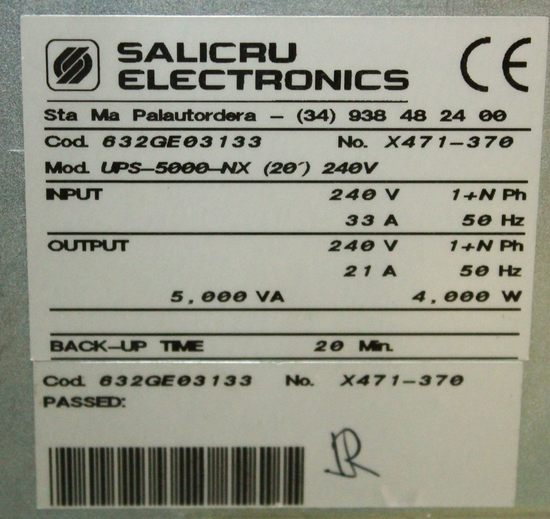 SALICRU
ELECTRONICS
CE
Sta Ma Palautordera - (34) 938 48 24 00
Cod. 632GE03133 No. X471-370
Mod. UPS-5000-NX (20´) 240V
INPUT 240 V 1+N Ph
33 A 50 Hz
OUTPUT 240 V 1+N Ph
21 A 50 Hz
5,000 VA 4,000 W
BACK-UP TIME 20 Min.
Cod. 632GE03133 No. X471-370
PASSED: